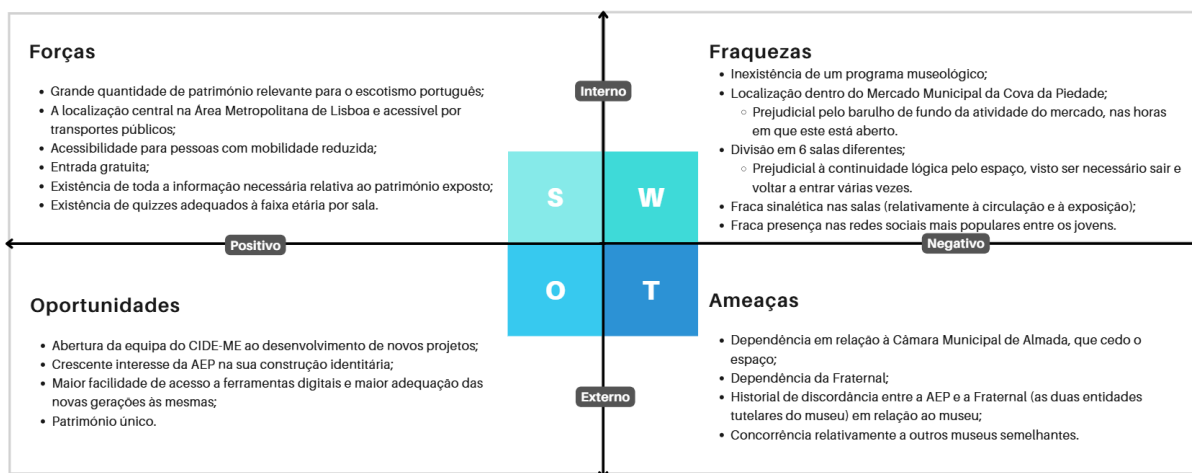 Forças
• Grande quantidade de património relevante para o escotismo português;
• A localização central na Área Metropolitana de Lisboa e acessível por
transportes públicos;
• Acessibilidade para pessoas com mobilidade reduzida;
• Entrada gratuita;
• Existência de toda a informação necessária relativa ao património exposto;
• Existência de quizzes adequados à faixa etária por sala.
Interno
Fraquezas
• Inexistência de um programa museológico;
• Localização dentro do Mercado Municipal da Cova da Piedade;
○ Prejudicial pelo barulho de fundo da atividade do mercado, nas horas
em que este está aberto.
• Divisão em 6 salas diferentes;
○ Prejudicial à continuidade lógica pelo espaço, visto ser necessário sair e
voltar a entrar várias vezes.
• Fraca sinalética nas salas (relativamente à circulação e à exposição);
• Fraca presença nas redes sociais mais populares entre os jovens.
S
W
Positivo
Negativo
O
T
Oportunidades
• Abertura da equipa do CIDE-ME ao desenvolvimento de novos projetos;
• Crescente interesse da AEP na sua construção identitária;
• Maior facilidade de acesso a ferramentas digitais e maior adequação das
novas gerações às mesmas;
• Património único.
Externo
Ameaças
• Dependência em relação à Câmara Municipal de Almada, que cedo o
espaço;
• Dependência da Fraternal;
• Historial de discordância entre a AEP e a Fraternal (as duas entidades
tutelares do museu) em relação ao museu;
• Concorrência relativamente a outros museus semelhantes.